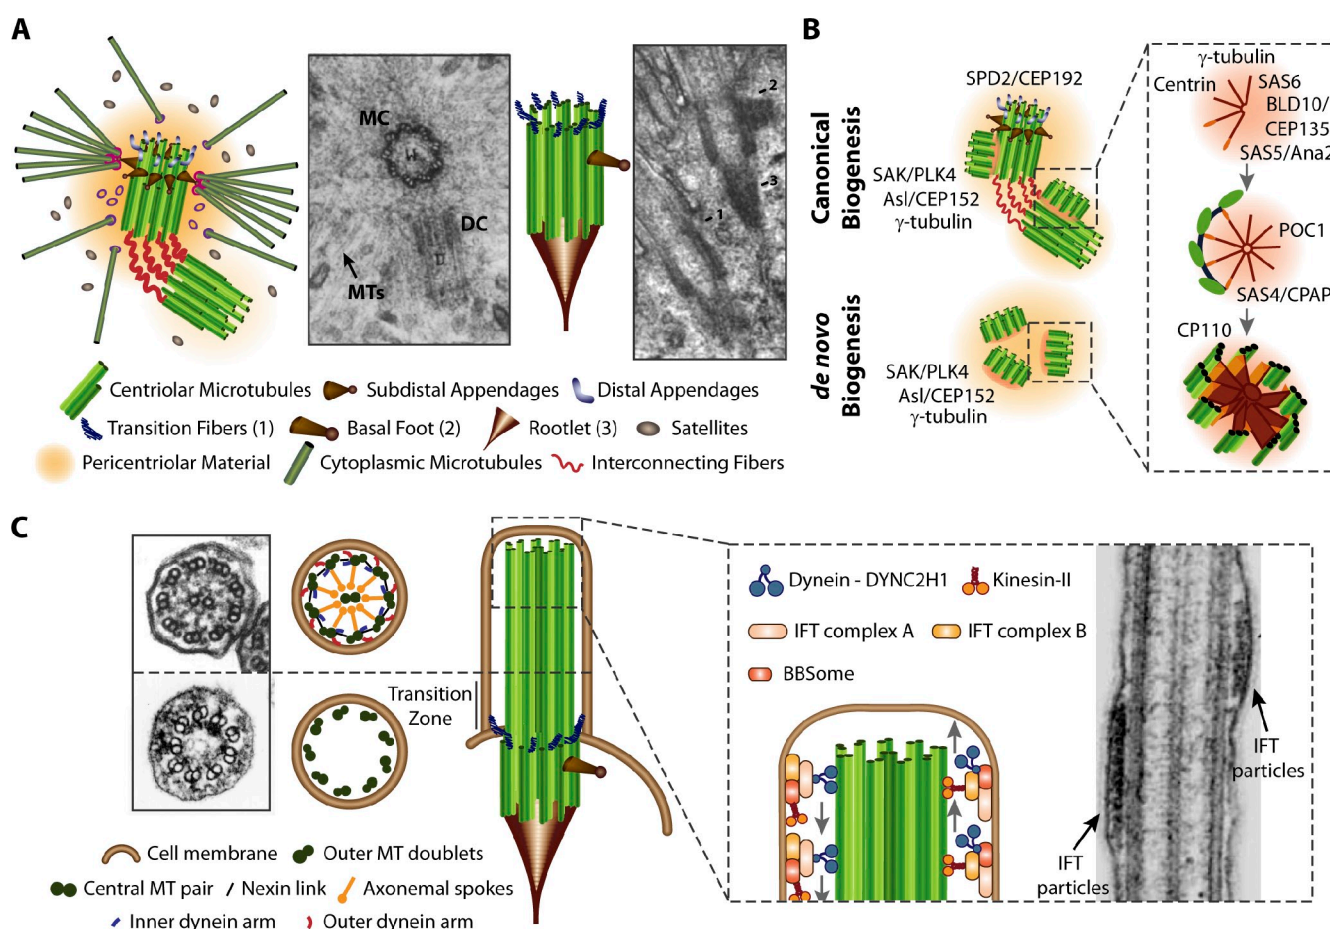 A
MC
DC
MTs
1
2
3
Centriolar Microtubules
Subdistal Appendages
Distal Appendages
Transition Fibers (1)
Basal Foot (2)
Rootlet (3)
Satellites
Pericentriolar Material
Cytoplasmic Microtubules
Interconnecting Fibers
B
Canonical
Biogenesis
SPD2/CEP192
SAK/PLK4
Asl/CEP152
γ-tubulin
de novo
Biogenesis
SAK/PLK4
Asl/CEP152
γ-tubulin
γ-tubulin
Centrin
SAS6
BLD10/
CEP135
SAS5/Ana2
POC1
SAS4/CPAP
CP110
C
Transition
Zone
Cell membrane
Outer MT doublets
Central MT pair
Nexin link
Axonemal spokes
Inner dynein arm
Outer dynein arm
Dynein - DYNC2H1
Kinesin-II
IFT complex A
IFT complex B
BBSome
IFT
particles
IFT
particles